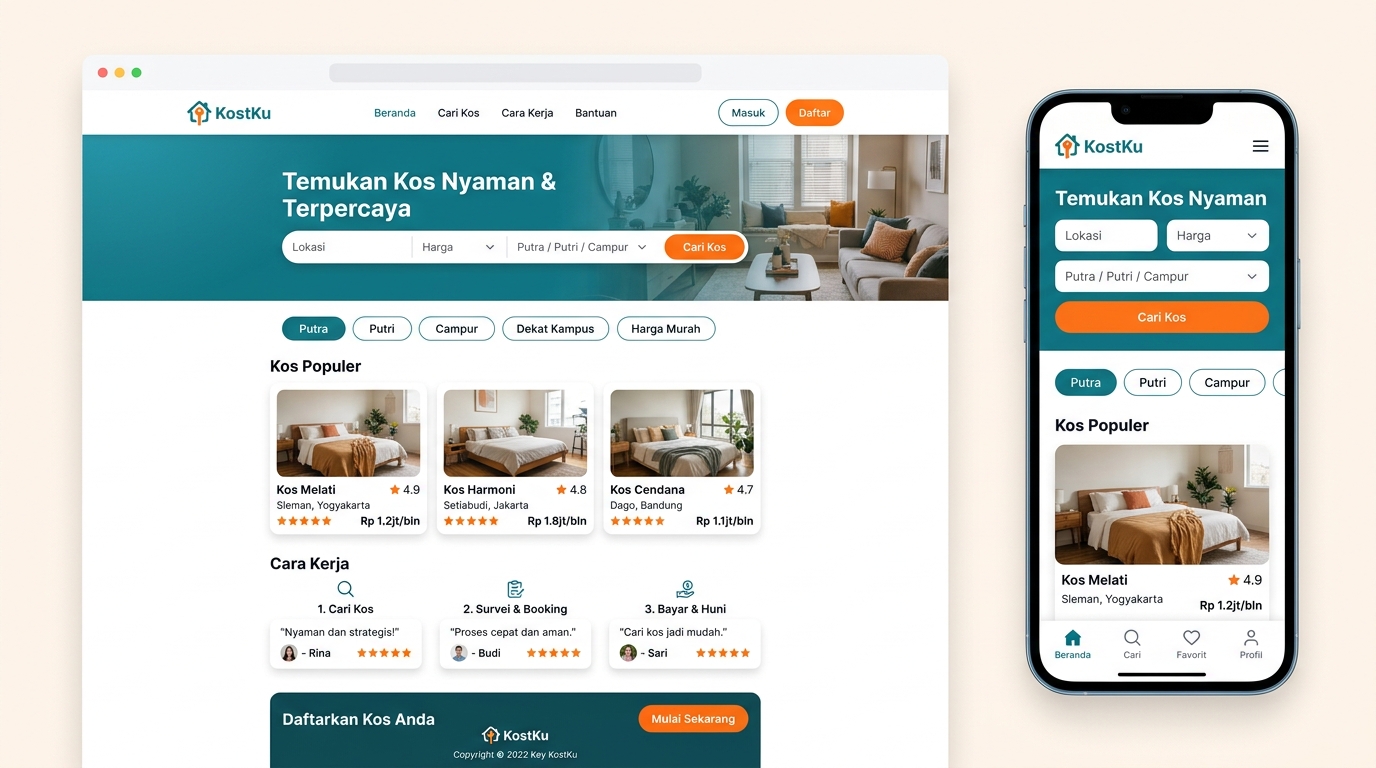 KostKu
Beranda
Cari Kos
Cara Kerja
Bantuan
Masuk
Daftar
Temukan Kos Nyaman &
Terpercaya
Lokasi
Harga
Putra / Putri / Campur
Cari Kos
Putra
Putri
Campur
Dekat Kampus
Harga Murah
Kos Populer
Kos Melati
4.9
Sleman, Yogyakarta
Rp 1.2jt/bln
Kos Harmoni
4.8
Setiabudi, Jakarta
Rp 1.8jt/bln
Kos Cendana
4.7
Dago, Bandung
Rp 1.1jt/bln
Cara Kerja
1. Cari Kos
"Nyaman dan strategis!"
- Rina
2. Survei & Booking
"Proses cepat dan aman."
- Budi
3. Bayar & Huni
"Cari kos jadi mudah."
- Sari
Daftarkan Kos Anda
Mulai Sekarang
KostKu
Copyright © 2022 Key KostKu
KostKu
Temukan Kos Nyaman
Lokasi
Harga
Putra / Putri / Campur
Cari Kos
Putra
Putri
Campur
Kos Populer
Kos Melati
4.9
Sleman, Yogyakarta
Rp 1.2jt/bln
Beranda
Cari
Favorit
Profil